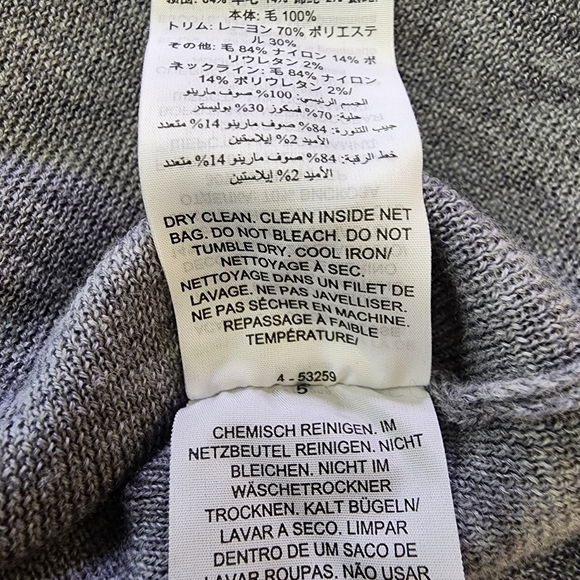 本体: 毛 100%
トリム: レーヨン 70% ポリエステ
ル 30%
その他: 毛 84% ナイロン 14% ポ
リウレタン 2%
ネックライン: 毛 84% ナイロン
14% ポリウレタン 2%/
الجسم الرئيسي: 100% صوف مارينو
حلية: 70% فسكوز 30% بوليستر
جيب التنورة: 84% صوف مارينو 14% متعدد
الأميد 2% إيلاستين
خط الرقبة: 84% صوف مارينو 14% متعدد
الأميد 2% إيلاستين
DRY CLEAN. CLEAN INSIDE NET
BAG. DO NOT BLEACH. DO NOT
TUMBLE DRY. COOL IRON/
NETTOYAGE À SEC.
NETTOYAGE DANS UN FILET DE
LAVAGE. NE PAS JAVELLISER.
NE PAS SÉCHER EN MACHINE.
REPASSAGE À FAIBLE
TEMPÉRATURE/
4 - 53259
5
CHEMISCH REINIGEN. IM
NETZBEUTEL REINIGEN. NICHT
BLEICHEN. NICHT IM
WÄSCHETROCKNER
TROCKNEN. KALT BÜGELN/
LAVAR A SECO. LIMPAR
DENTRO DE UM SACO DE
LAVAR ROUPAS. NÃO USAR